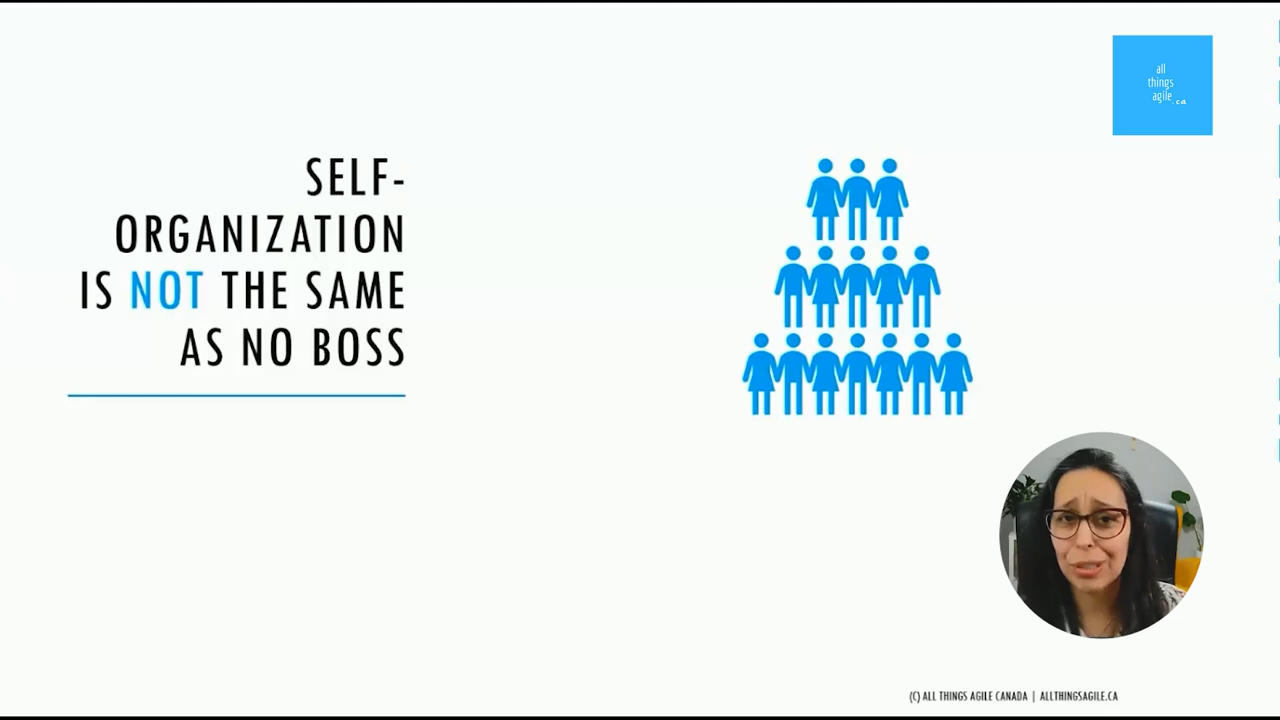 SELF-
ORGANIZATION
IS NOT THE SAME
AS NO BOSS
all
things
agile.ca
(C) ALL THINGS AGILE CANADA | ALLTHINGSAGILE.CA